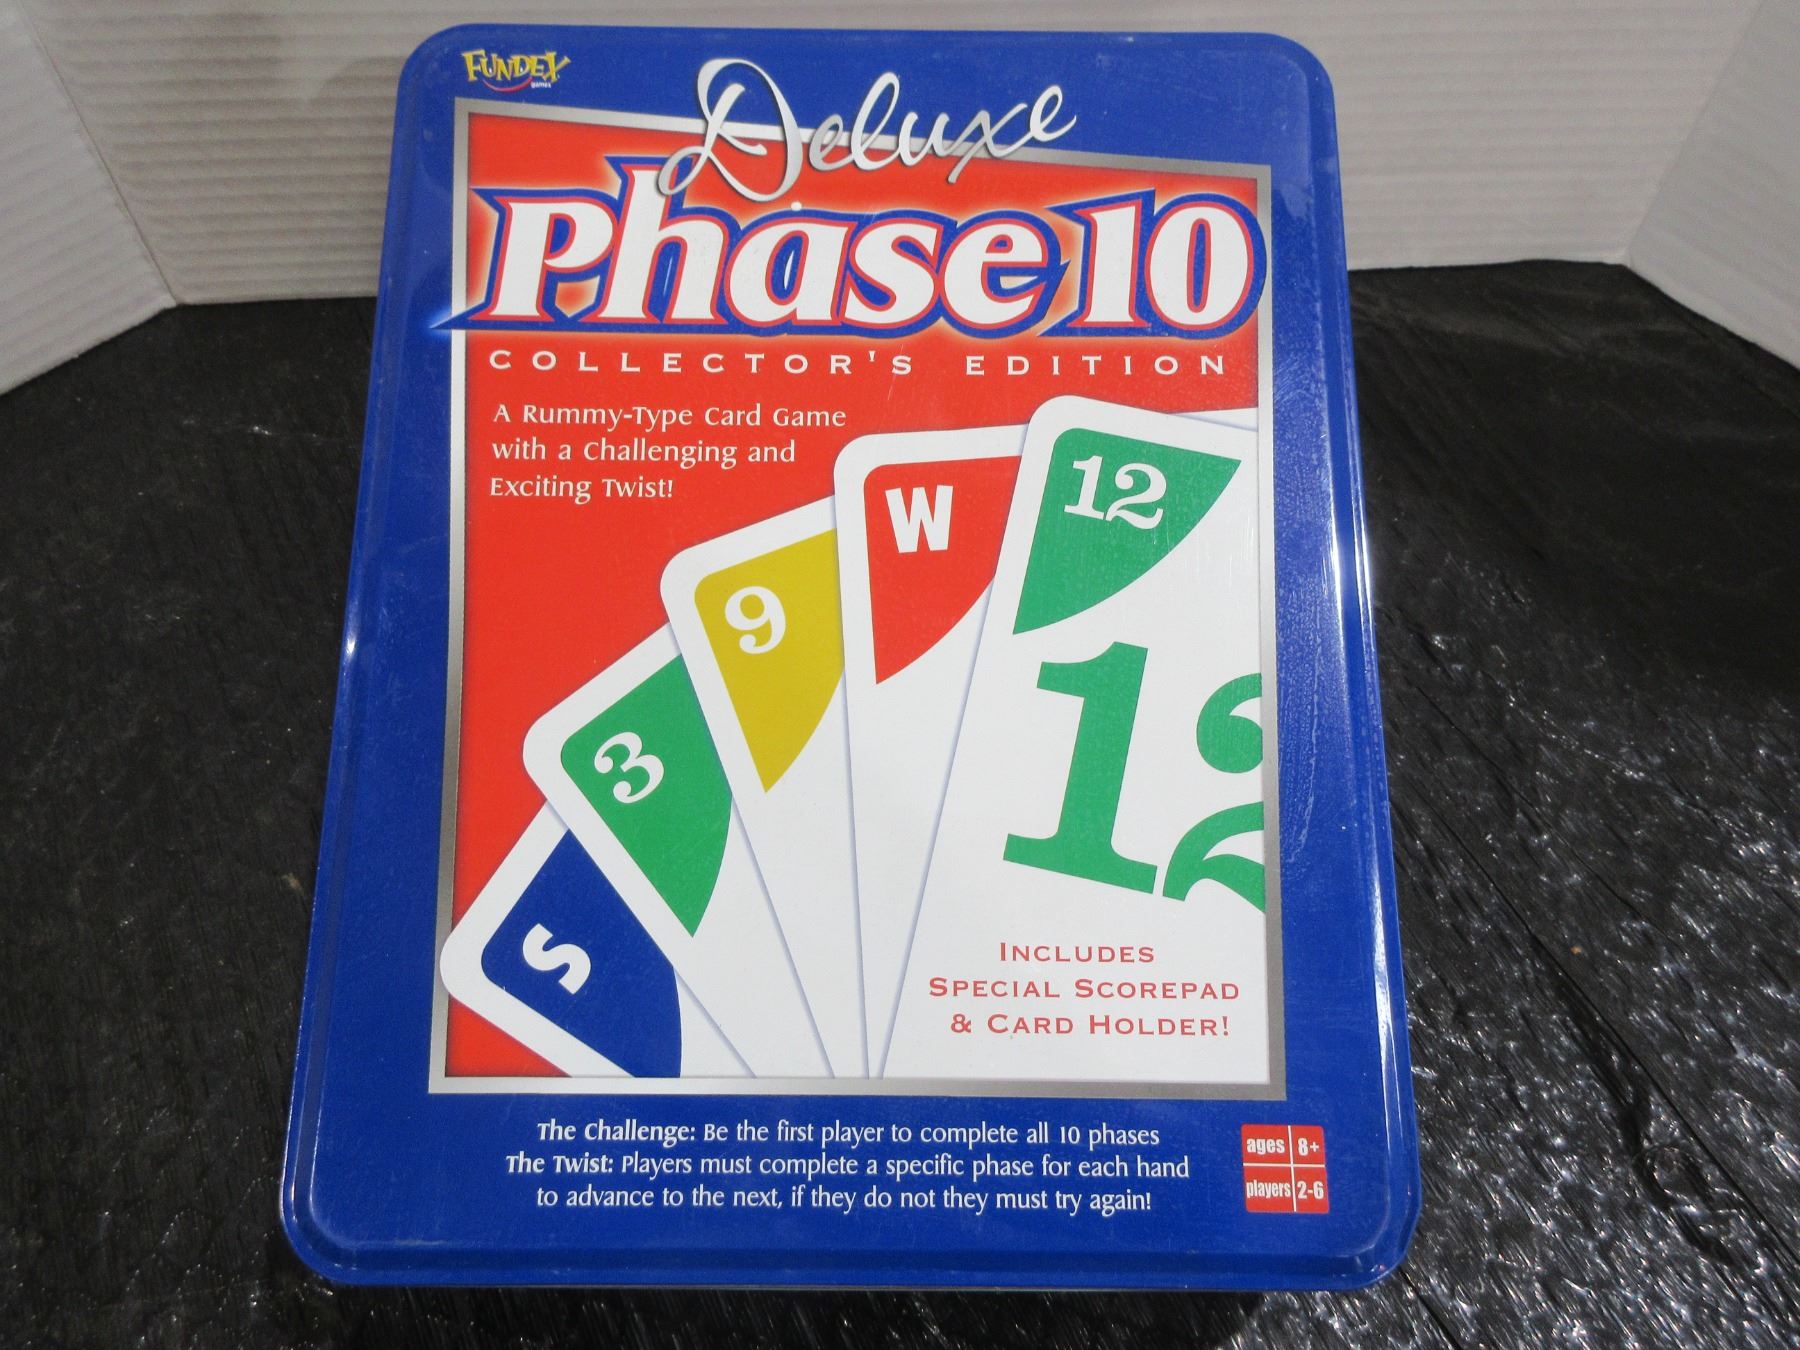 FUNDEX
games
Deluxe
Phase 10
COLLECTOR'S EDITION
A Rummy-Type Card Game
with a Challenging and
Exciting Twist!
12
W
9
3
S
12
INCLUDES
SPECIAL SCOREPAD
& CARD HOLDER!
The Challenge: Be the first player to complete all 10 phases
The Twist: Players must complete a specific phase for each hand
to advance to the next, if they do not they must try again!
ages 8+
players 2-6